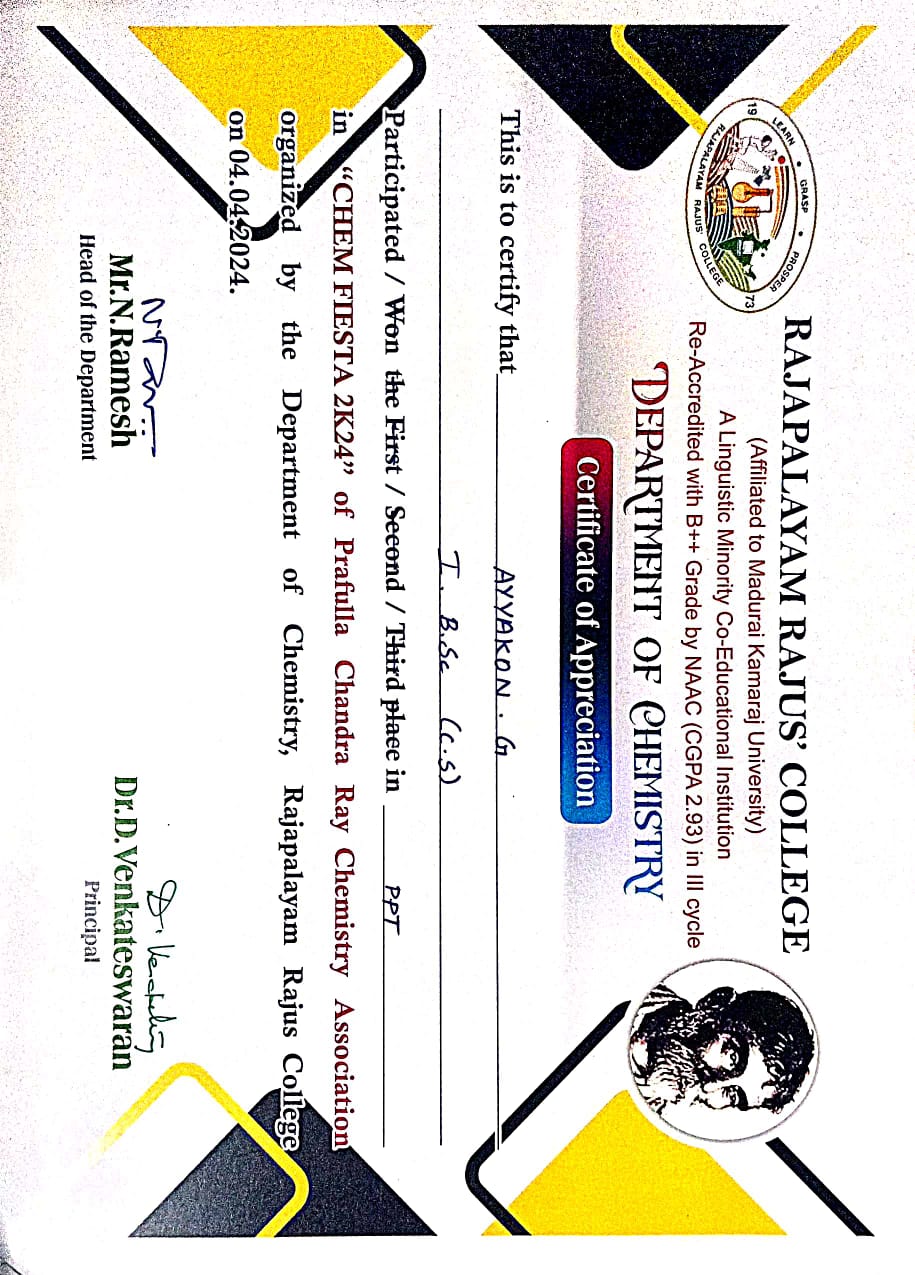 LEARN • GRASP • PROSPER
19 73
RAJAPALAYAM RAJUS' COLLEGE
RAJAPALAYAM RAJUS' COLLEGE
(Affiliated to Madurai Kamaraj University)
A Linguistic Minority Co-Educational Institution
Re-Accredited with B++ Grade by NAAC (CGPA 2.93) in III cycle
DEPARTMENT OF CHEMISTRY
Certificate of Appreciation
This is to certify that AYYAKON . G
I. B.Sc (C.S)
Participated / Won the First / Second / Third place in PPT
in "CHEM FIESTA 2K24" of Prafulla Chandra Ray Chemistry Association
organized by the Department of Chemistry, Rajapalayam Rajus College
on 04.04.2024.
Mr.N.Ramesh
Head of the Department
Dr.D.Venkateswaran
Principal